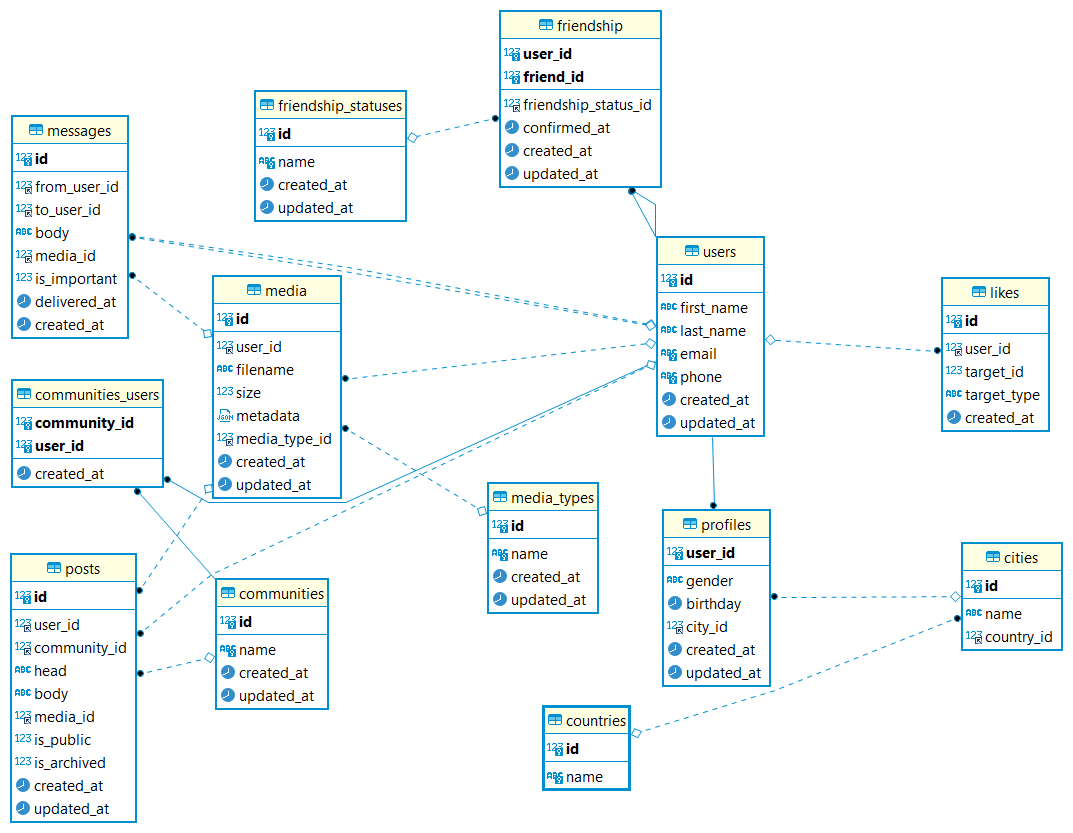 friendship
user_id
friend_id
friendship_status_id
confirmed_at
created_at
updated_at
friendship_statuses
id
name
created_at
updated_at
messages
id
from_user_id
to_user_id
body
media_id
is_important
delivered_at
created_at
users
id
first_name
last_name
email
phone
created_at
updated_at
media
id
user_id
filename
size
metadata
media_type_id
created_at
updated_at
likes
id
user_id
target_id
target_type
created_at
communities_users
community_id
user_id
created_at
media_types
id
name
created_at
updated_at
profiles
user_id
gender
birthday
city_id
created_at
updated_at
cities
id
name
country_id
posts
id
user_id
community_id
head
body
media_id
is_public
is_archived
created_at
updated_at
communities
id
name
created_at
updated_at
countries
id
name